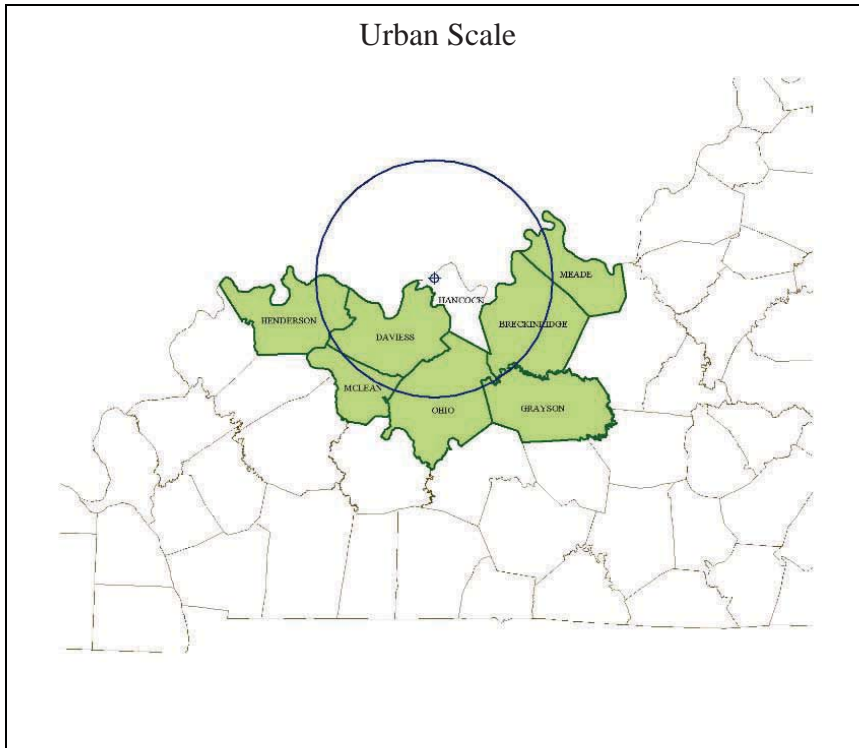 Urban Scale
MEADE
HANCOCK
HENDERSON
BRECKINRIDGE
DAVIESS
MCLEAN
OHIO
GRAYSON